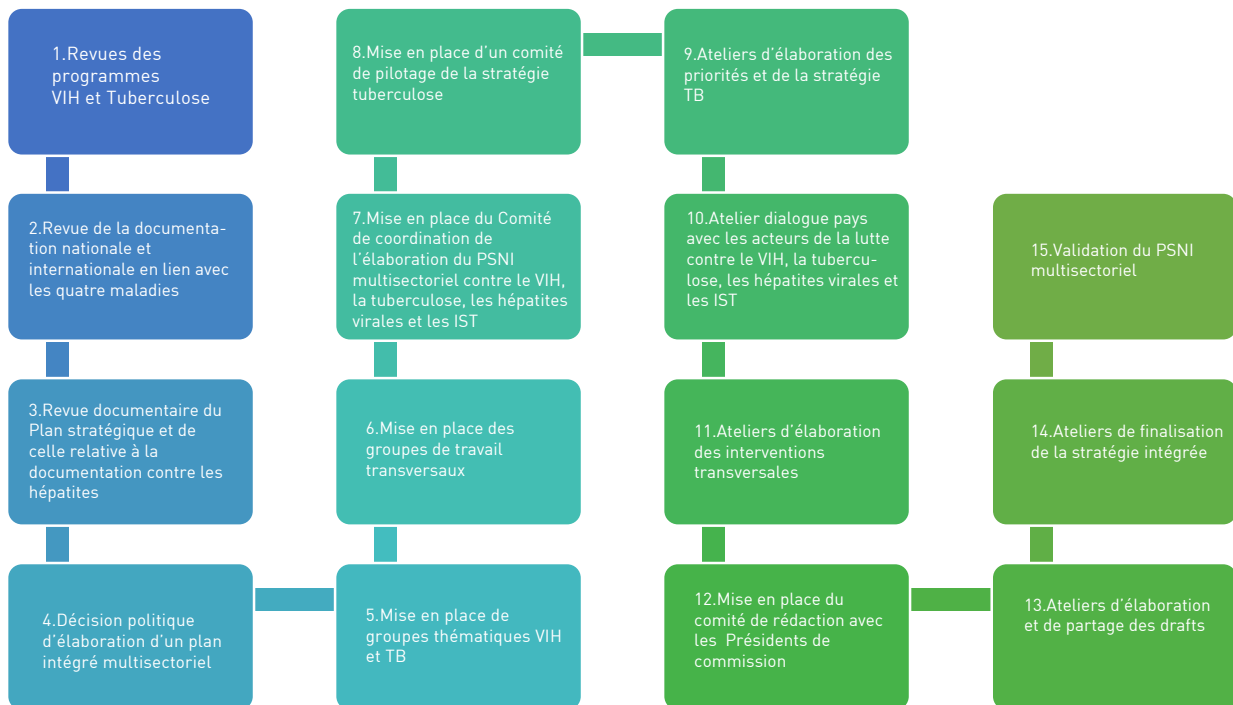 1.Revues des
programmes
VIH et Tuberculose
2.Revue de la documenta-
tion nationale et
internationale en lien avec
les quatre maladies
3.Revue documentaire du
Plan stratégique et de
celle relative à la
documentation contre les
hépatites
4.Décision politique
d'élaboration d'un plan
intégré multisectoriel
5.Mise en place de
groupes thématiques VIH
et TB
6.Mise en place des
groupes de travail
transversaux
7.Mise en place du Comité
de coordination de
l'élaboration du PSNI
multisectoriel contre le VIH,
la tuberculose, les hépatites
virales et les IST
8.Mise en place d'un comité
de pilotage de la stratégie
tuberculose
9.Ateliers d'élaboration des
priorités et de la stratégie
TB
10.Atelier dialogue pays
avec les acteurs de la lutte
contre le VIH, la tubercu-
lose, les hépatites virales et
les IST
11.Ateliers d'élaboration
des interventions
transversales
12.Mise en place du
comité de rédaction avec
les Présidents de
commission
13.Ateliers d'élaboration
et de partage des drafts
14.Ateliers de finalisation
de la stratégie intégrée
15.Validation du PSNI
multisectoriel